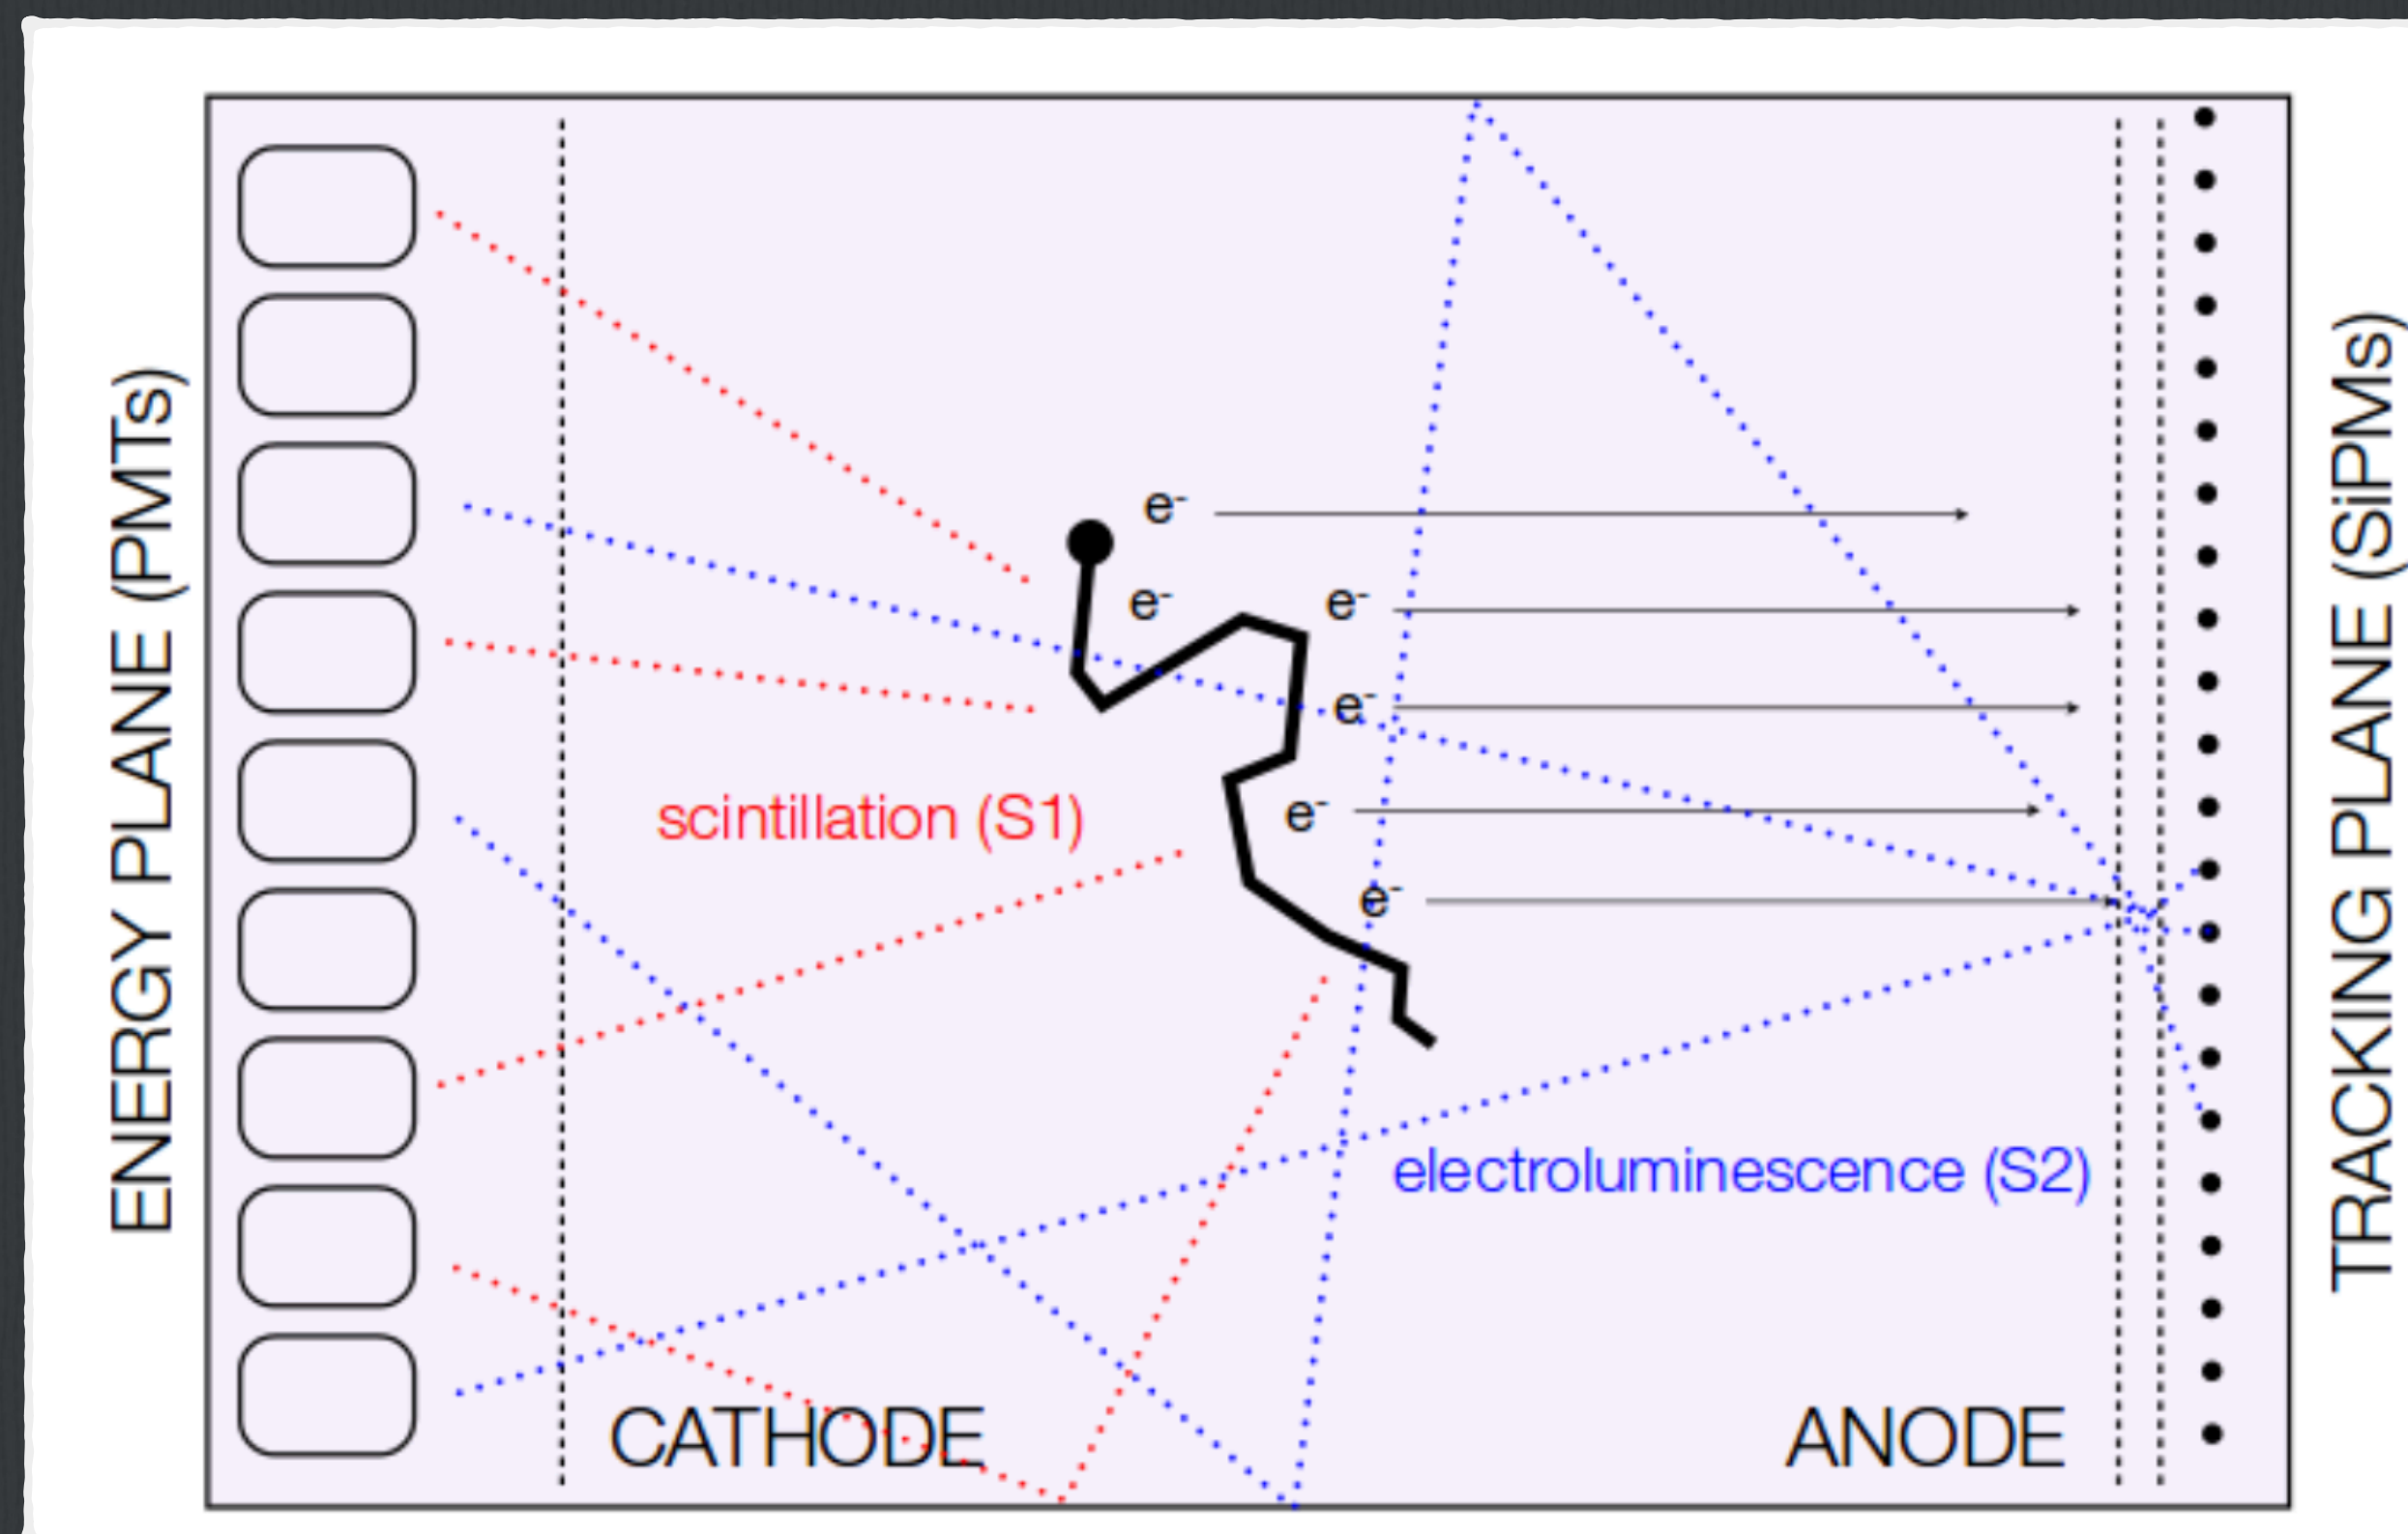 ENERGY PLANE (PMTs)
e-
e-
e-
e-
scintillation (S1)
e-
e-
electroluminescence (S2)
CATHODE
ANODE
TRACKING PLANE (SiPMs)